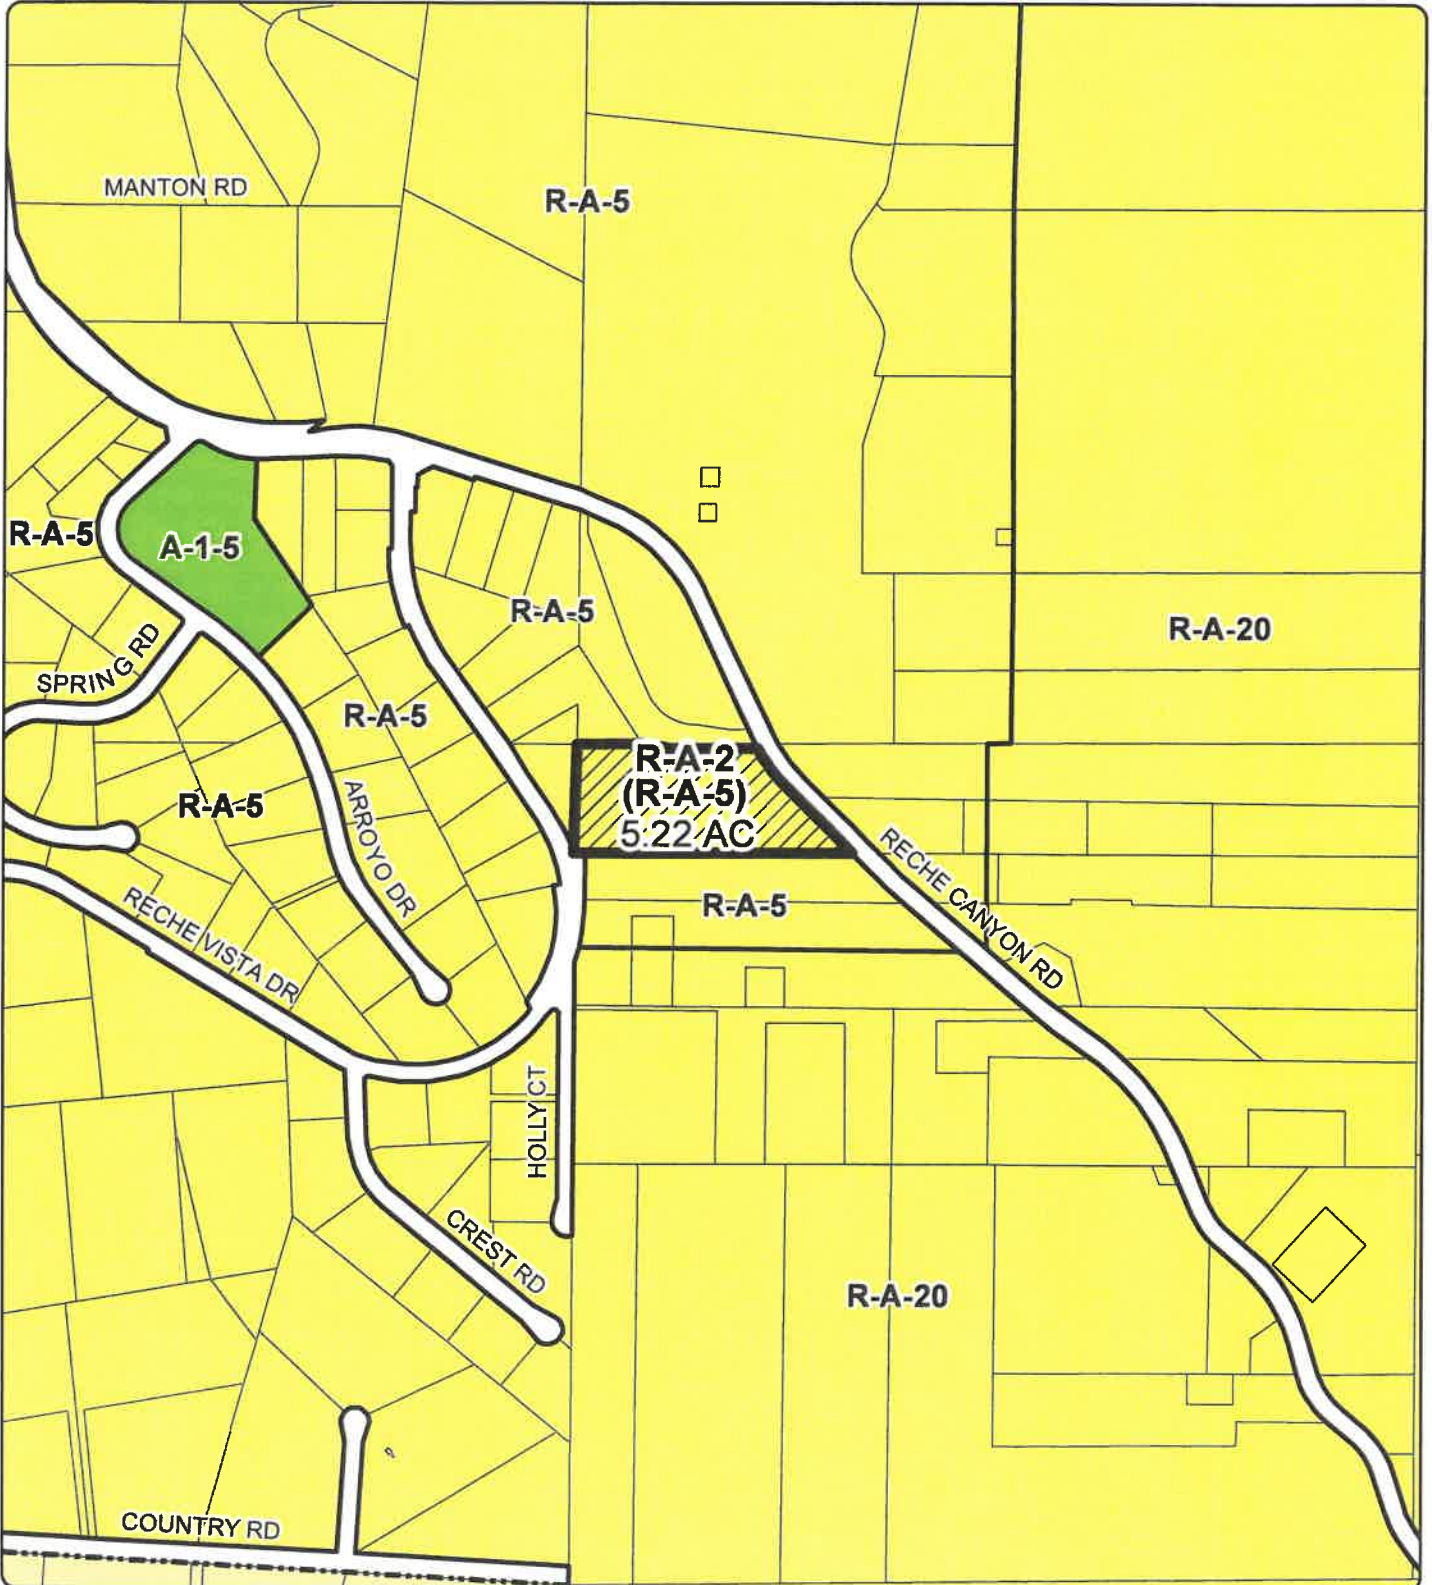 MANTON RD
R-A-5
R-A-5
A-1-5
R-A-5
R-A-20
SPRING RD
R-A-5
R-A-2
(R-A-5)
5.22 AC
R-A-5
ARROYO DR
RECHE CANYON RD
R-A-5
RECHE VISTA DR
HOLLY CT
CREST RD
R-A-20
COUNTRY RD